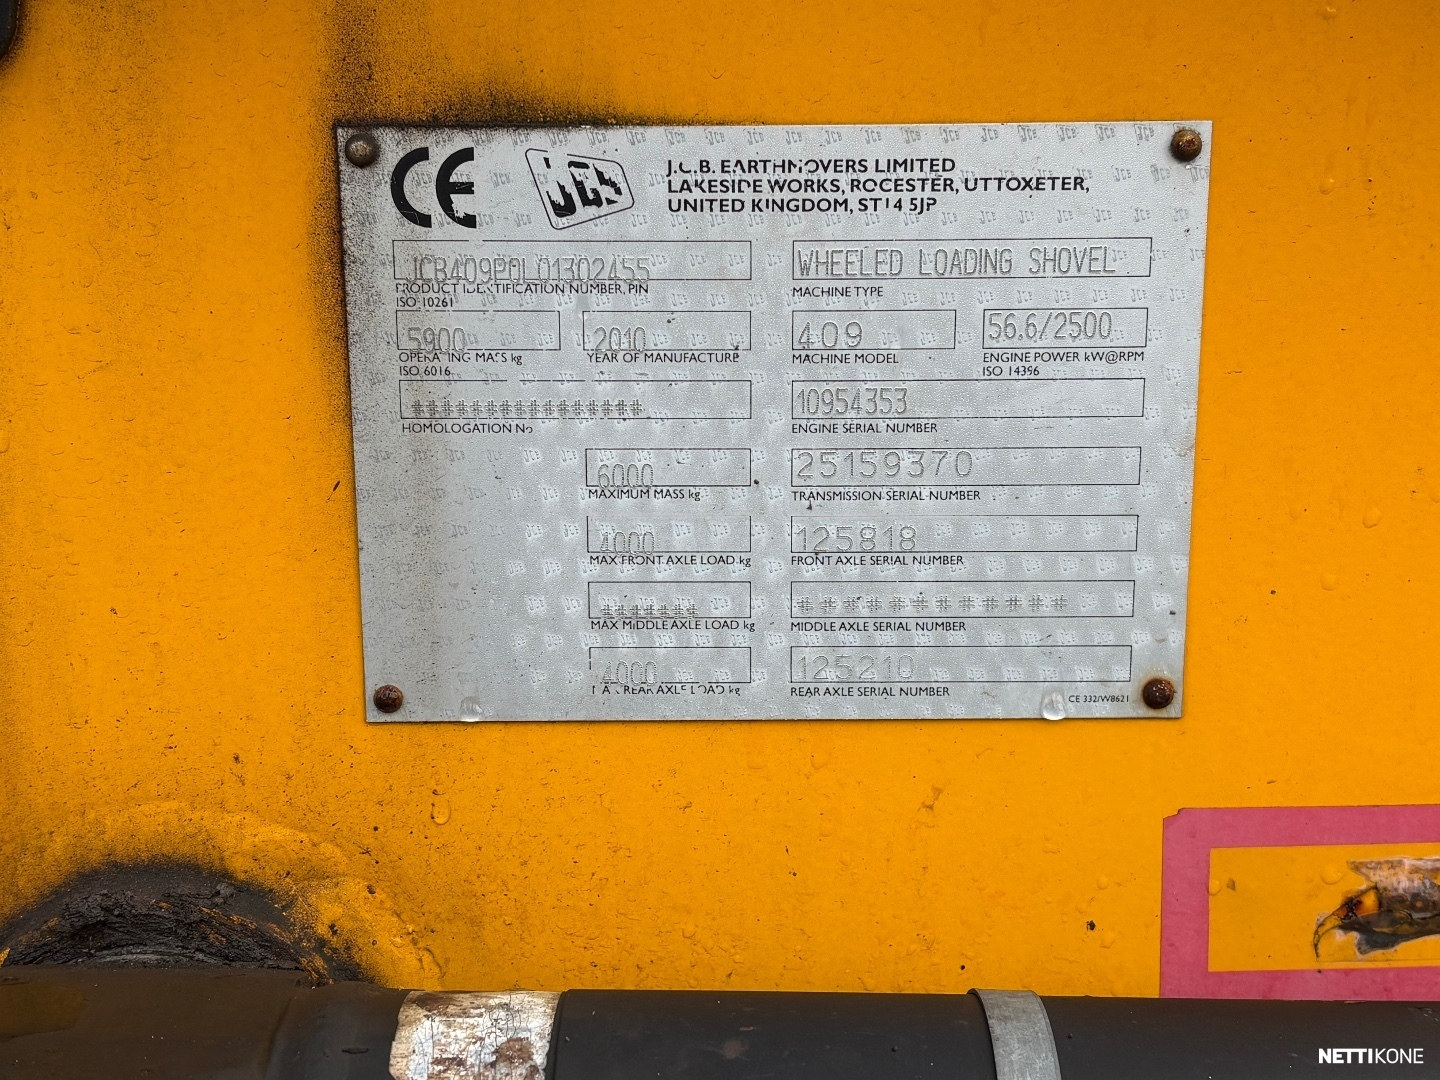 CE JCB J.C.B. EARTHMOVERS LIMITED
LAKESIDE WORKS, ROCESTER, UTTOXETER,
UNITED KINGDOM, ST14 5JP
JCB409P0L01302455
PRODUCT IDENTIFICATION NUMBER, PIN
ISO 10261
WHEELED LOADING SHOVEL
MACHINE TYPE
5900
OPERATING MASS kg
ISO 6016
2010
YEAR OF MANUFACTURE
409
MACHINE MODEL
56.6/2500
ENGINE POWER kW@RPM
ISO 14396
################
HOMOLOGATION No
10954353
ENGINE SERIAL NUMBER
6000
MAXIMUM MASS kg
25159370
TRANSMISSION SERIAL NUMBER
4000
MAX FRONT AXLE LOAD kg
125818
FRONT AXLE SERIAL NUMBER
#######
MAX MIDDLE AXLE LOAD kg
############
MIDDLE AXLE SERIAL NUMBER
4000
MAX REAR AXLE LOAD kg
125210
REAR AXLE SERIAL NUMBER
CE 332/W8621
NETTIKONE